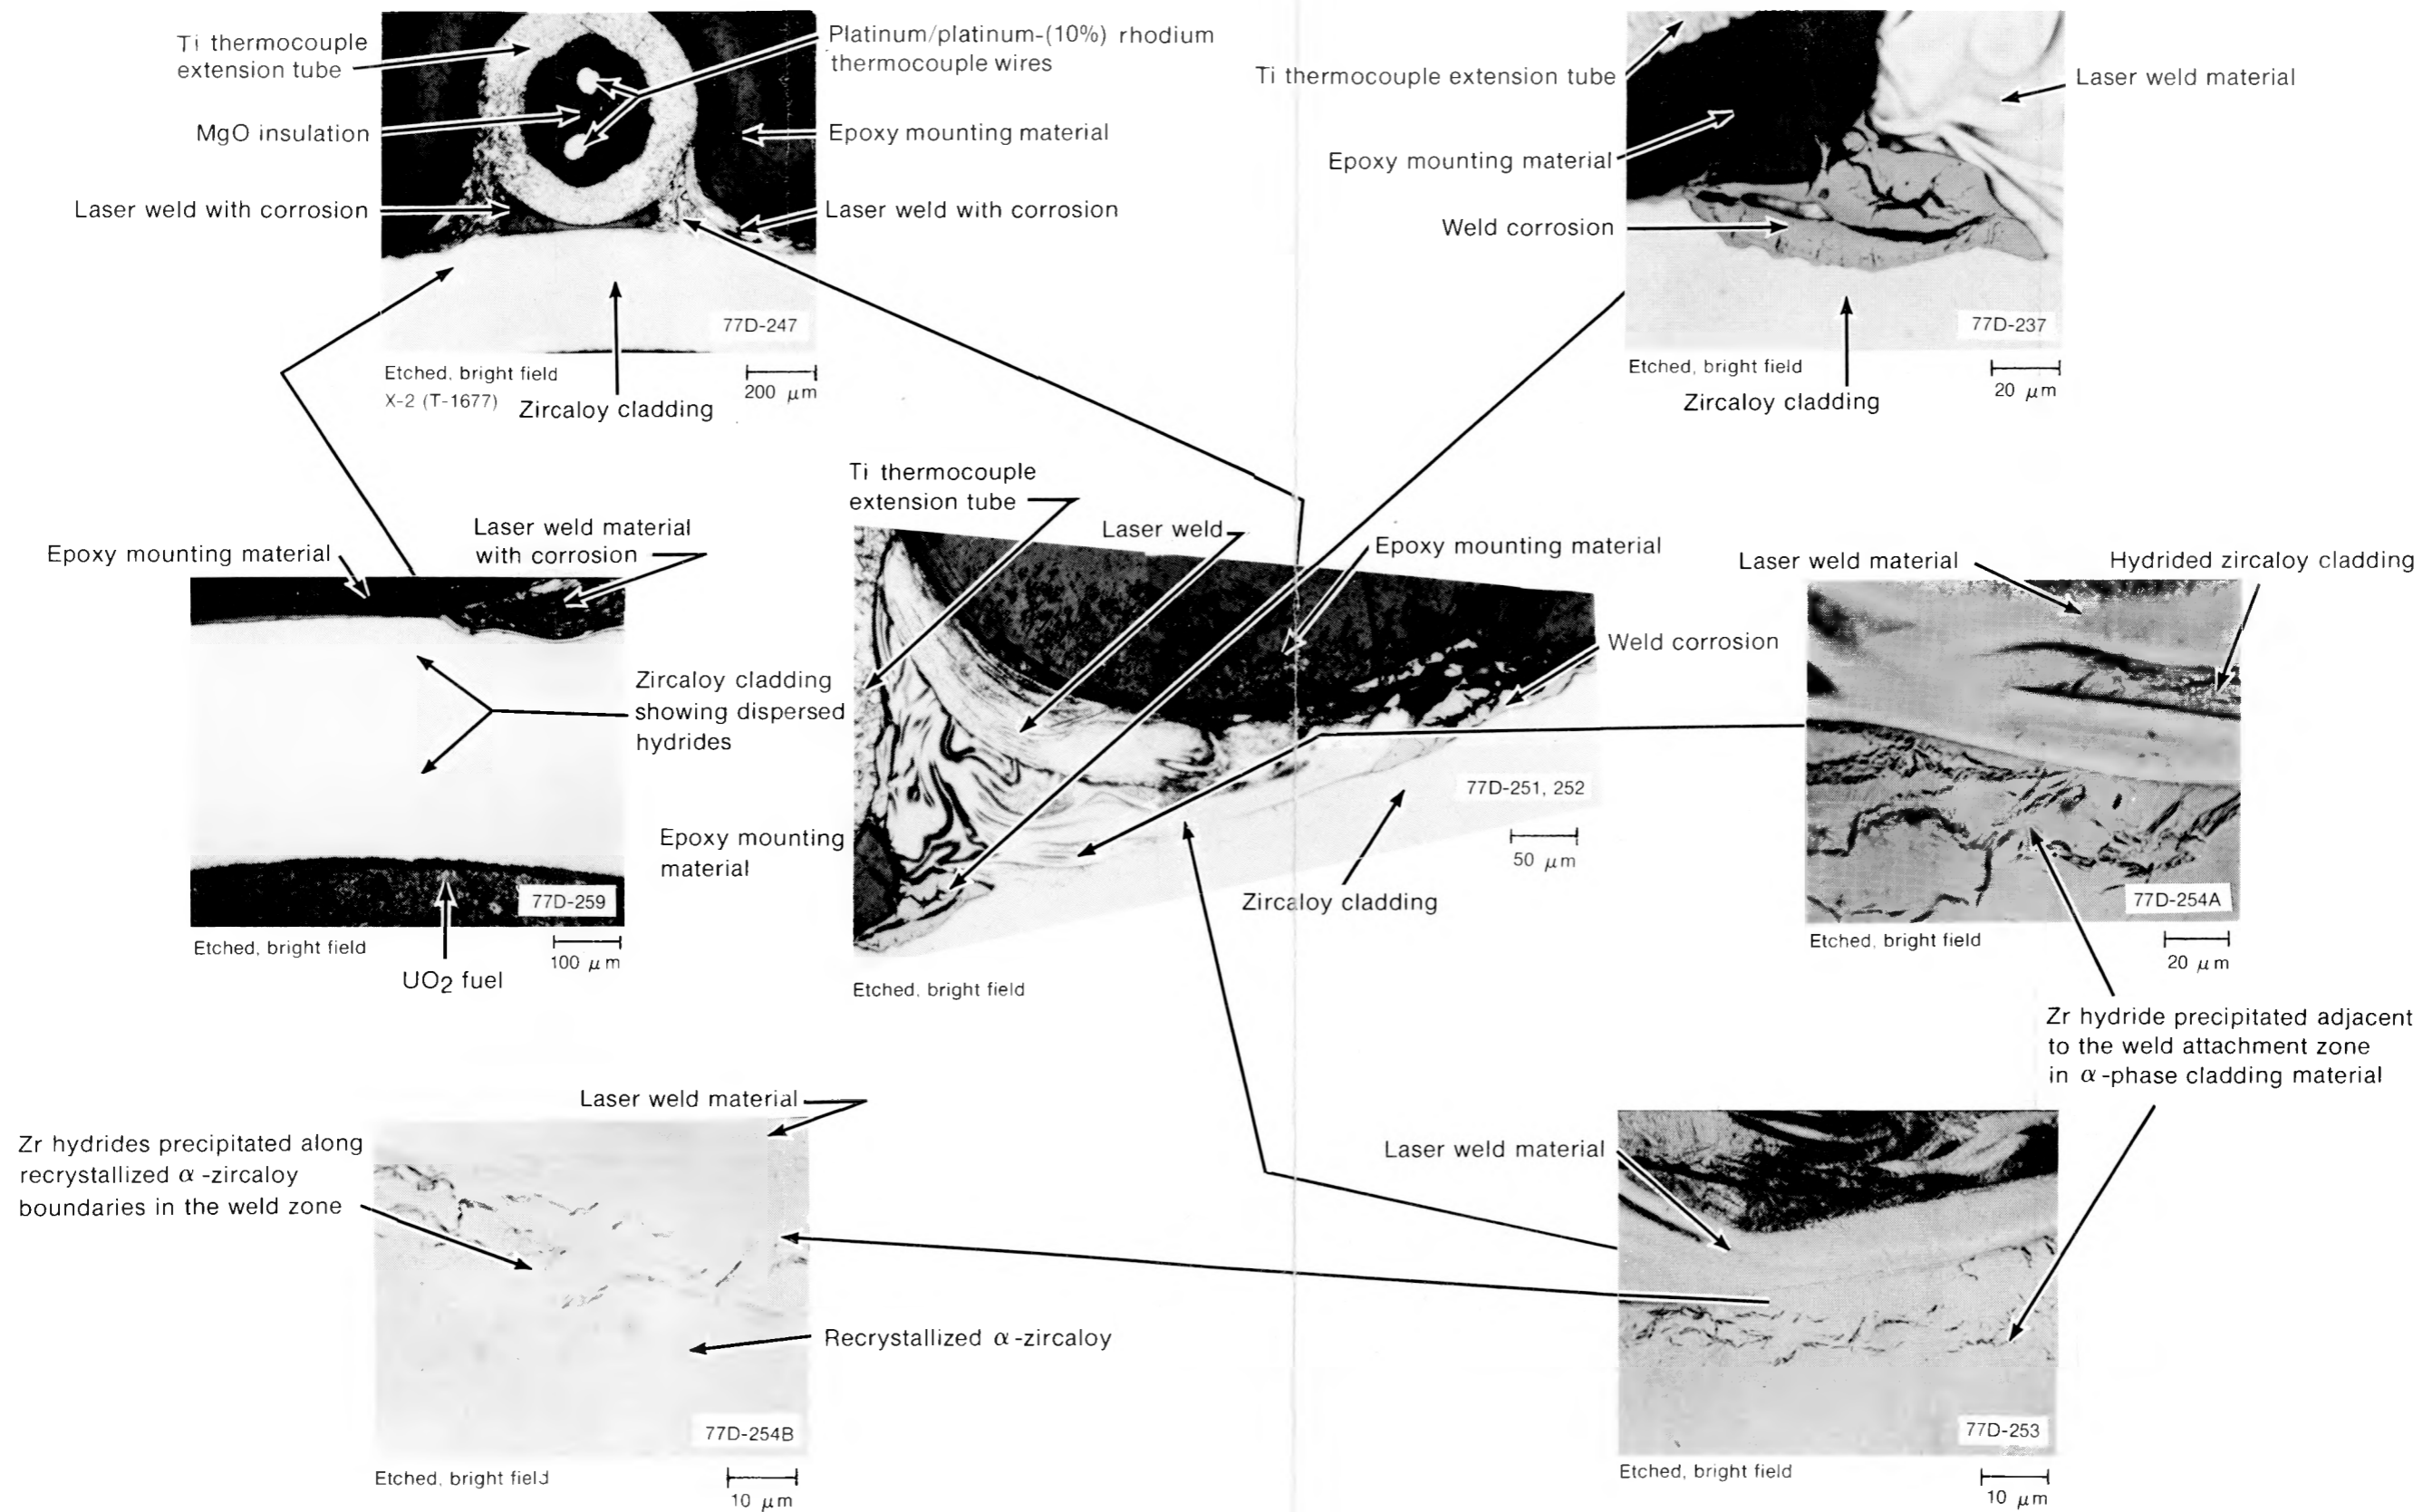 Ti thermocouple
extension tube
MgO insulation
Laser weld with corrosion
Platinum/platinum-(10%) rhodium
thermocouple wires
Epoxy mounting material
Laser weld with corrosion
77D-247
Etched, bright field
X-2 (T-1677)
Zircaloy cladding
200 μm
Ti thermocouple extension tube
Epoxy mounting material
Weld corrosion
Laser weld material
77D-237
Etched, bright field
Zircaloy cladding
20 μm
Epoxy mounting material
Laser weld material
with corrosion
Zircaloy cladding
showing dispersed
hydrides
77D-259
Etched, bright field
UO2 fuel
100 μm
Ti thermocouple
extension tube
Laser weld
Epoxy mounting material
Weld corrosion
Epoxy mounting
material
77D-251, 252
50 μm
Zircaloy cladding
Etched, bright field
Laser weld material
Hydrided zircaloy cladding
77D-254A
Etched, bright field
20 μm
Zr hydride precipitated adjacent
to the weld attachment zone
in α-phase cladding material
Laser weld material
Zr hydrides precipitated along
recrystallized α-zircaloy
boundaries in the weld zone
Recrystallized α-zircaloy
77D-254B
Etched, bright field
10 μm
Laser weld material
77D-253
Etched, bright field
10 μm